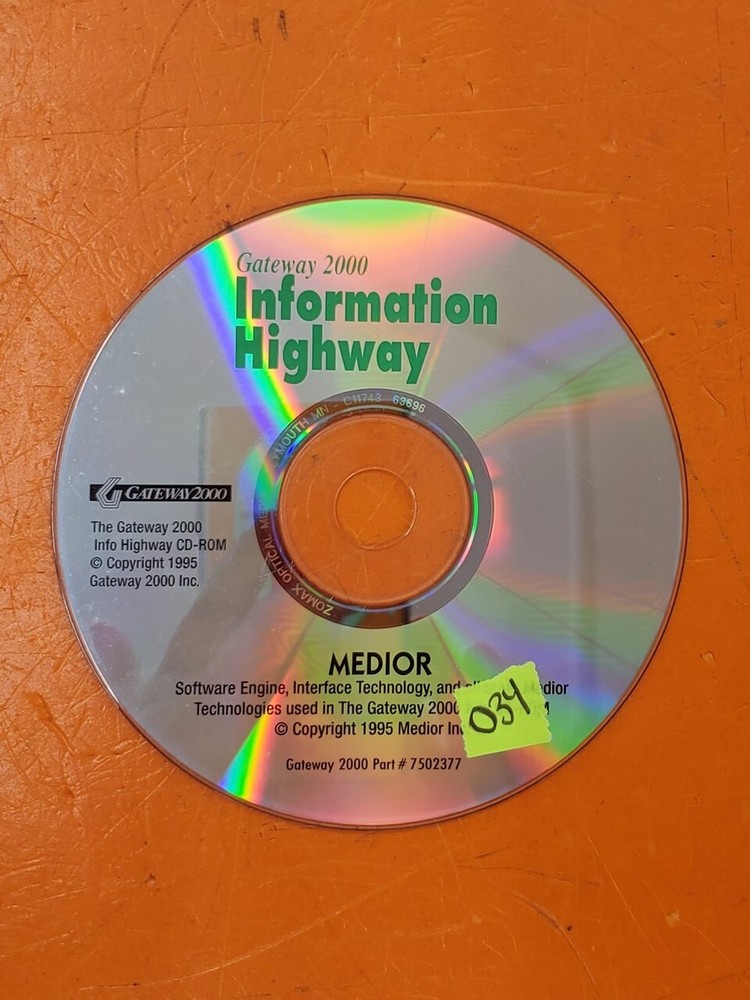 Gateway 2000
Information
Highway
YMOUTH MN - C11743 63696
ZOMAX OPTICAL ME
GATEWAY2000
The Gateway 2000
Info Highway CD-ROM
© Copyright 1995
Gateway 2000 Inc.
MEDIOR
Software Engine, Interface Technology, and
Technologies used in The Gateway 2000
© Copyright 1995 Medior Inc
034
Gateway 2000 Part # 7502377